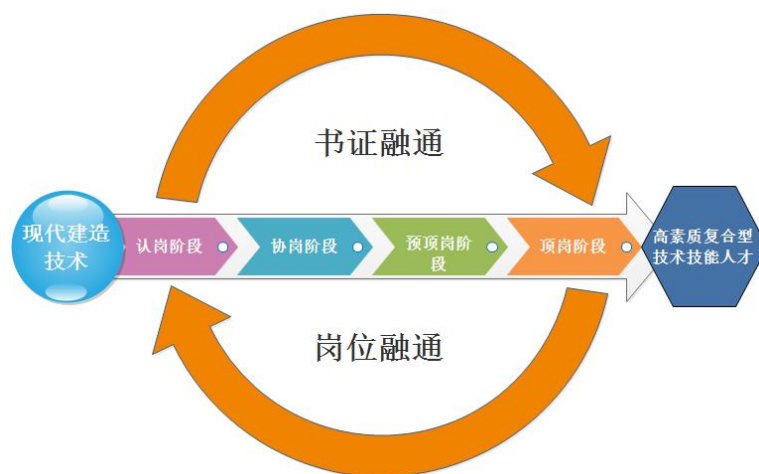 书证融通
现代建造
技术
认岗阶段
协岗阶段
预顶岗阶
段
顶岗阶段
高素质复合型
技术技能人才
岗位融通